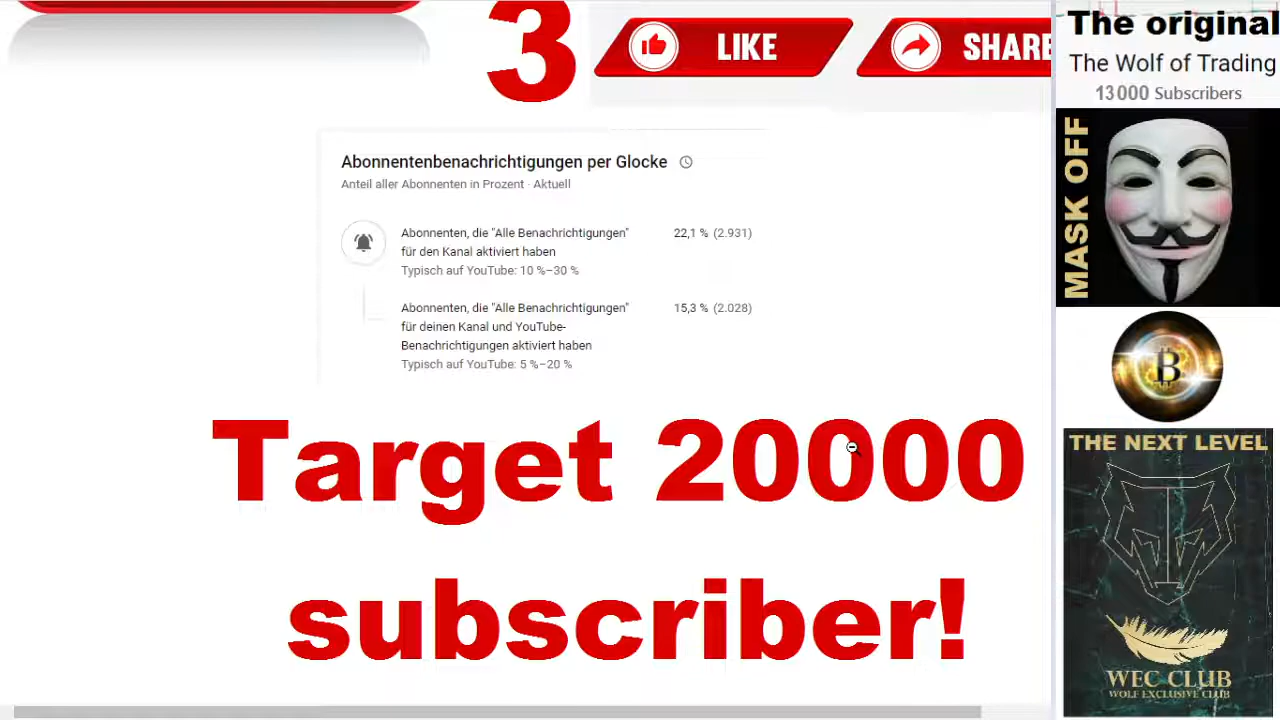 3
LIKE
SHARE
Abonnentenbenachrichtigungen per Glocke
Anteil aller Abonnenten in Prozent · Aktuell
Abonnenten, die "Alle Benachrichtigungen" 22,1 % (2.931)
für den Kanal aktiviert haben
Typisch auf YouTube: 10 %–30 %
Abonnenten, die "Alle Benachrichtigungen" 15,3 % (2.028)
für deinen Kanal und YouTube-
Benachrichtigungen aktiviert haben
Typisch auf YouTube: 5 %–20 %
Target 20000
subscriber!
The original
The Wolf of Trading
13000 Subscribers
MASK OFF
B
THE NEXT LEVEL
WEC CLUB
WOLF EXCLUSIVE CLUB